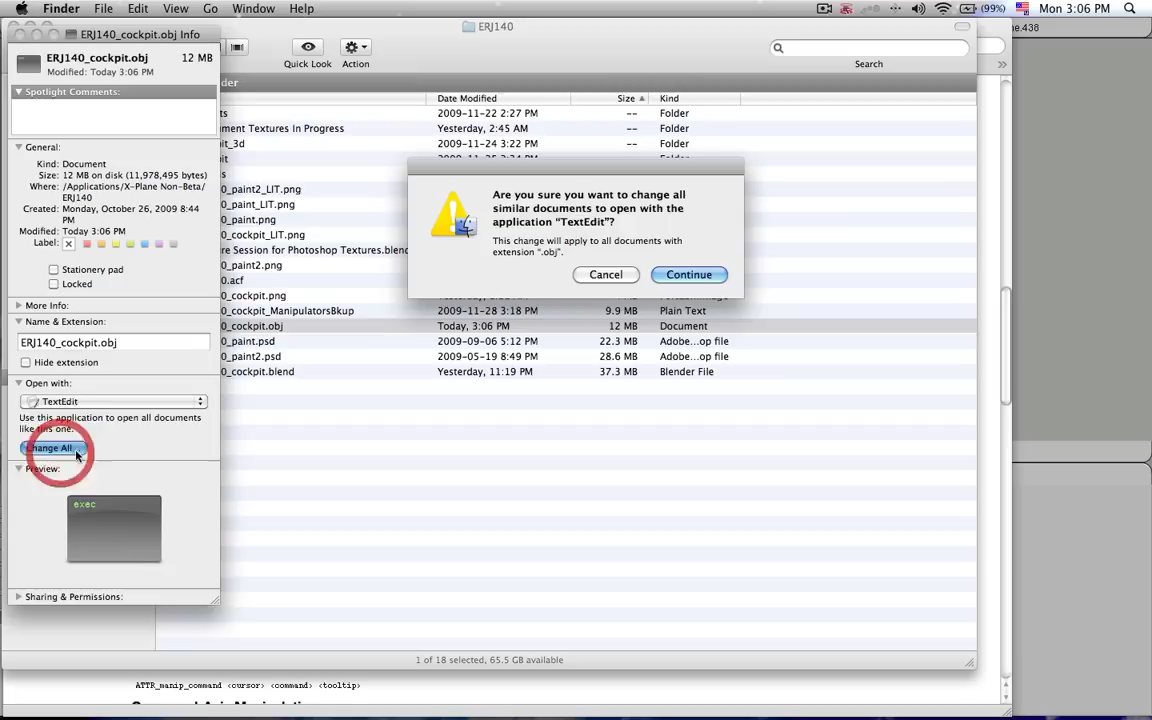 Finder File Edit View Go Window Help (99%) Mon 3:06 PM
ERJ140_cockpit.obj Info
ERJ140
ne.438
ERJ140_cockpit.obj 12 MB
Modified: Today 3:06 PM
Quick Look Action Search
Spotlight Comments:
der
Date Modified Size Kind
ts 2009-11-22 2:27 PM -- Folder
ment Textures In Progress Yesterday, 2:45 AM -- Folder
it_3d 2009-11-24 3:22 PM -- Folder
General:
Kind: Document
Size: 12 MB on disk (11,978,495 bytes)
Where: /Applications/X-Plane Non-Beta/
ERJ140
Created: Monday, October 26, 2009 8:44
PM
Modified: Today 3:06 PM
Label:
Stationery pad
Locked
More Info:
Name & Extension:
ERJ140_cockpit.obj
Hide extension
Open with:
TextEdit
Use this application to open all documents
like this one.
Change All...
Preview:
exec
Sharing & Permissions:
0_paint2_LIT.png
0_paint_LIT.png
0_paint.png
0_cockpit_LIT.png
re Session for Photoshop Textures.blend
0_paint2.png
0.acf
0_cockpit.png
0_cockpit_ManipulatorsBkup 2009-11-28 3:18 PM 9.9 MB Plain Text
0_cockpit.obj Today, 3:06 PM 12 MB Document
0_paint.psd 2009-09-06 5:12 PM 22.3 MB Adobe...op file
0_paint2.psd 2009-05-19 8:49 PM 28.6 MB Adobe...op file
0_cockpit.blend Yesterday, 11:19 PM 37.3 MB Blender File
Are you sure you want to change all
similar documents to open with the
application “TextEdit”?
This change will apply to all documents with
extension “.obj”.
Cancel Continue
1 of 18 selected, 65.5 GB available
ATTR_manip_command <cursor> <command> <tooltip>